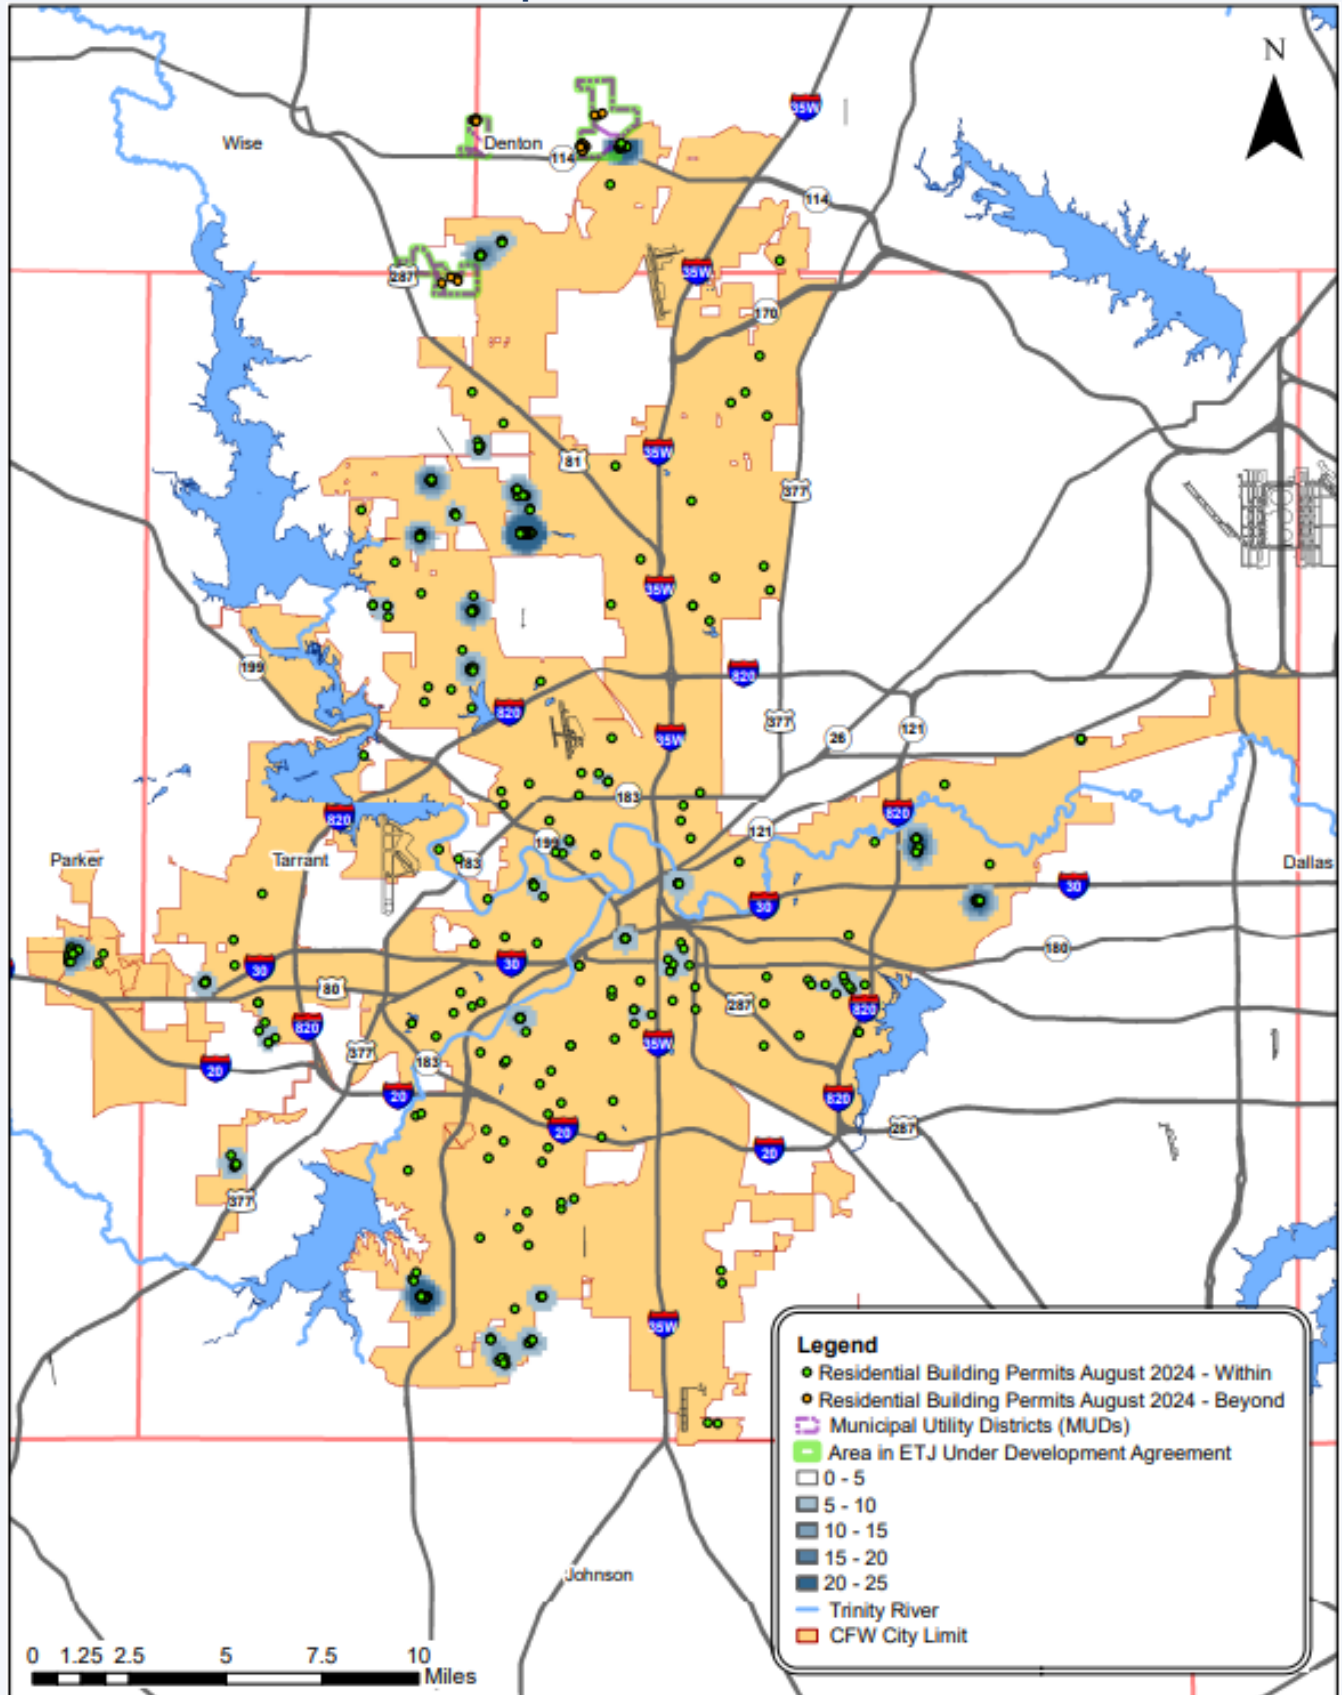 N
35W
Wise
Denton
114
114
287
35W
170
35W
81
377
35W
199
820
820
377
26
121
35W
183
820
820
121
199
183
Parker
Tarrant
Dallas
30
30
180
30
30
80
287
820
820
35W
377
183
20
20
820
20
287
20
377
35W
Legend
Residential Building Permits August 2024 - Within
Residential Building Permits August 2024 - Beyond
Municipal Utility Districts (MUDs)
Area in ETJ Under Development Agreement
0 - 5
5 - 10
10 - 15
15 - 20
20 - 25
Trinity River
CFW City Limit
Johnson
0 1.25 2.5 5 7.5 10
Miles